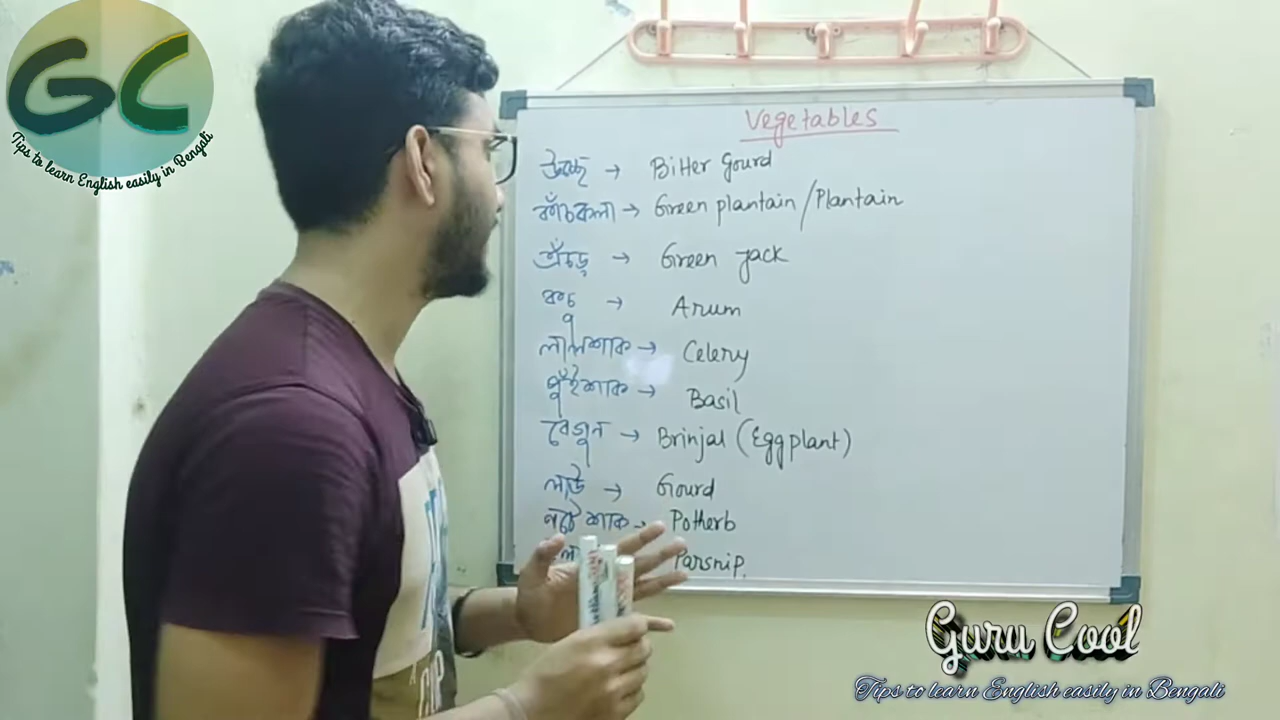 GC
Tips to learn English easily in Bengali
Vegetables
উচ্ছে → Bitter Gourd
কাঁচকলা → Green plantain / Plantain
এঁচড় → Green Jack
কচু → Arum
লালশাক → Celery
পুঁইশাক → Basil
বেগুন → Brinjal (Eggplant)
লাউ → Gourd
নটে শাক → Potherb
Parsnip.
Guru Cool
Tips to learn English easily in Bengali